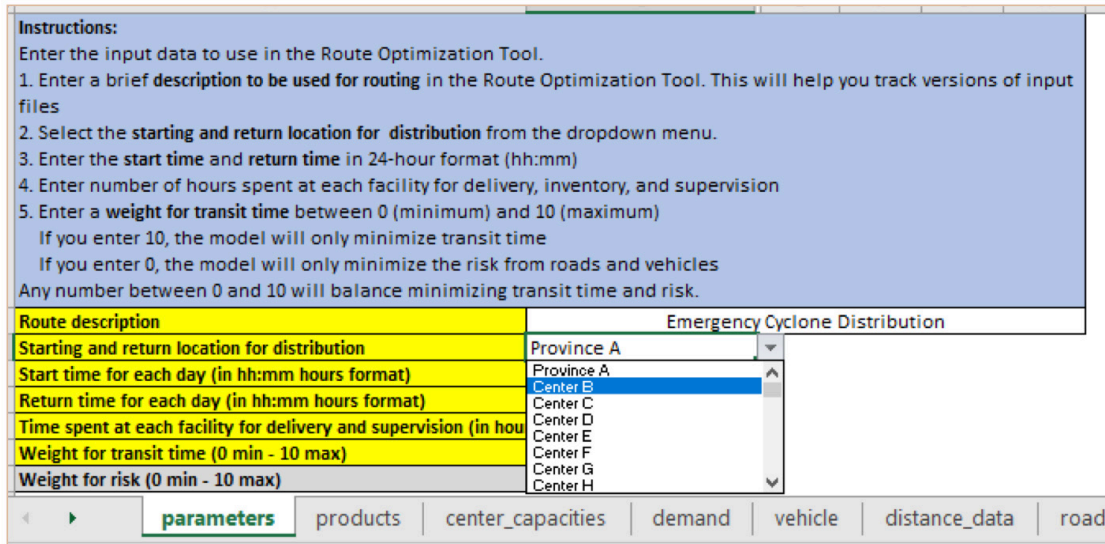 Instructions:
Enter the input data to use in the Route Optimization Tool.
1. Enter a brief description to be used for routing in the Route Optimization Tool. This will help you track versions of input
files
2. Select the starting and return location for distribution from the dropdown menu.
3. Enter the start time and return time in 24-hour format (hh:mm)
4. Enter number of hours spent at each facility for delivery, inventory, and supervision
5. Enter a weight for transit time between 0 (minimum) and 10 (maximum)
If you enter 10, the model will only minimize transit time
If you enter 0, the model will only minimize the risk from roads and vehicles
Any number between 0 and 10 will balance minimizing transit time and risk.
Route description Emergency Cyclone Distribution
Starting and return location for distribution Province A
Start time for each day (in hh:mm hours format)
Return time for each day (in hh:mm hours format)
Time spent at each facility for delivery and supervision (in hou
Weight for transit time (0 min - 10 max)
Weight for risk (0 min - 10 max)
Province A
Center B
Center C
Center D
Center E
Center F
Center G
Center H
parameters products center_capacities demand vehicle distance_data road